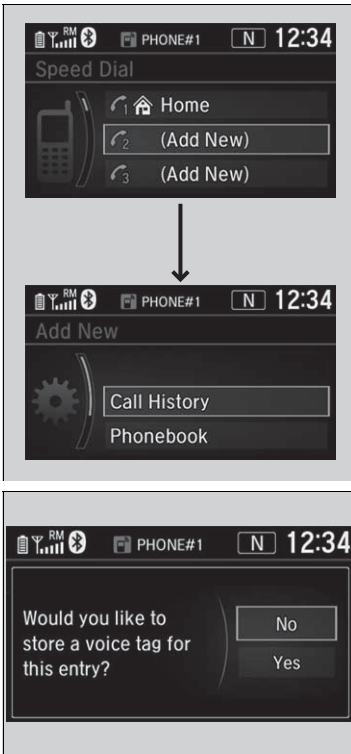 RM PHONE#1 N 12:34
Speed Dial
1 Home
2 (Add New)
3 (Add New)
RM PHONE#1 N 12:34
Add New
Call History
Phonebook
RM PHONE#1 N 12:34
Would you like to
store a voice tag for
this entry?
No
Yes